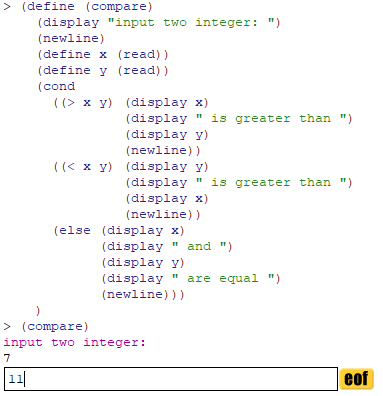 > (define (compare)
    (display "input two integer: ")
    (newline)
    (define x (read))
    (define y (read))
    (cond
      ((> x y) (display x)
               (display " is greater than ")
               (display y)
               (newline))
      ((< x y) (display y)
               (display " is greater than ")
               (display x)
               (newline))
      (else (display x)
            (display " and ")
            (display y)
            (display " are equal ")
            (newline)))
    )
> (compare)
input two integer:
7
11 eof